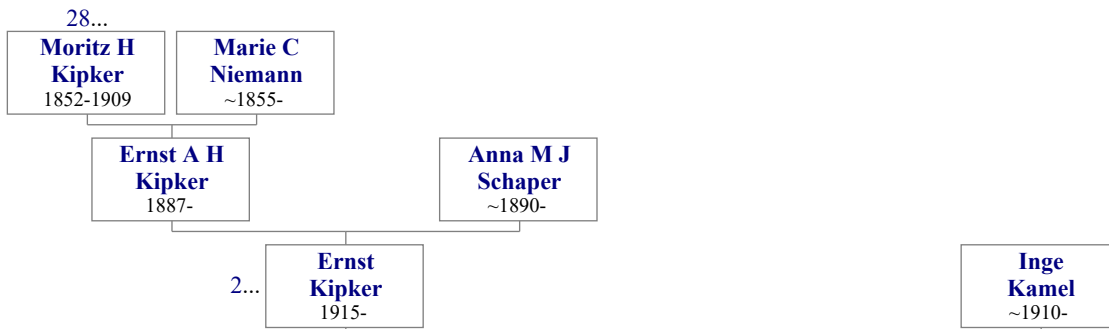 28...
Moritz H
Kipker
1852-1909
Marie C
Niemann
~1855-
Ernst A H
Kipker
1887-
Anna M J
Schaper
~1890-
2...
Ernst
Kipker
1915-
Inge
Kamel
~1910-